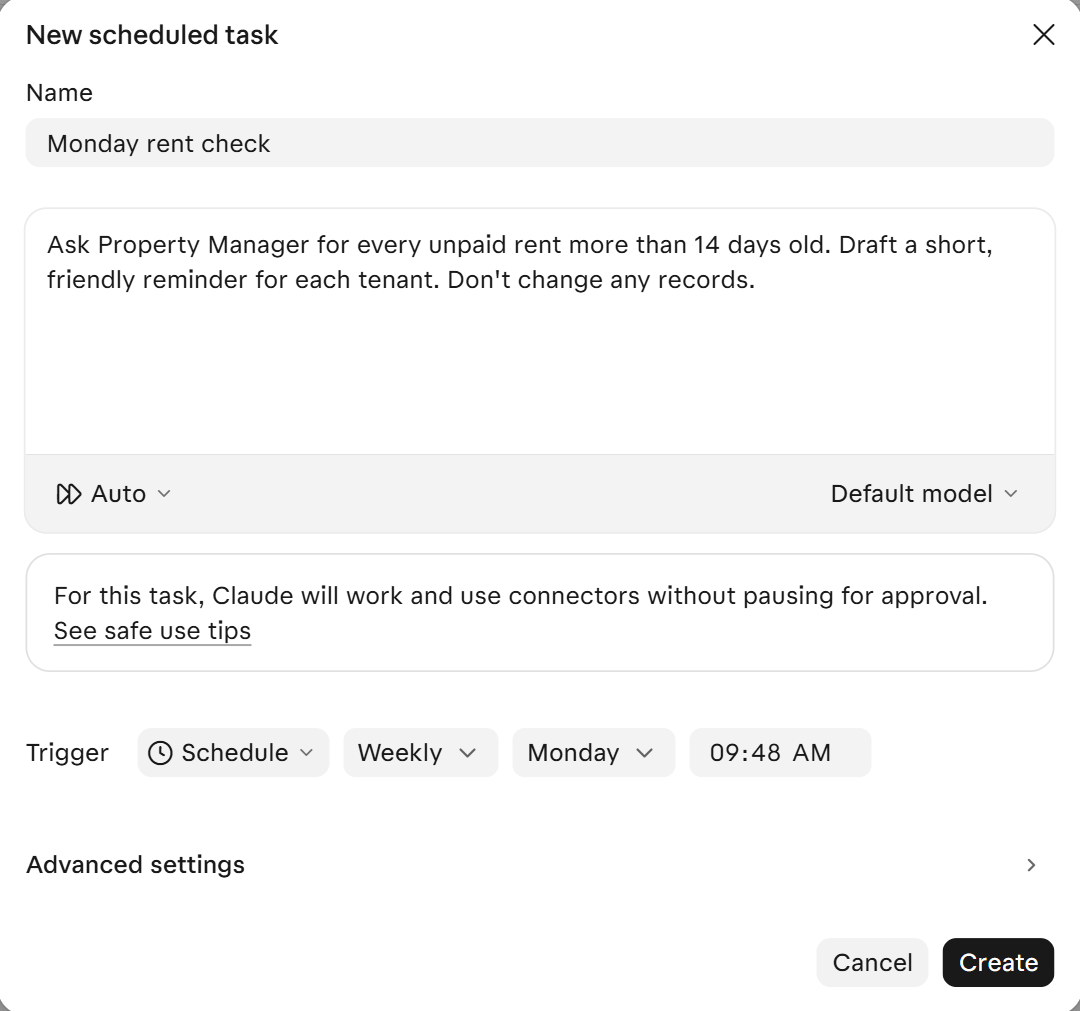 New scheduled task
Name
Monday rent check
Ask Property Manager for every unpaid rent more than 14 days old. Draft a short,
friendly reminder for each tenant. Don't change any records.
Auto
Default model
For this task, Claude will work and use connectors without pausing for approval.
See safe use tips
Trigger
Schedule
Weekly
Monday
09:48 AM
Advanced settings
Cancel
Create